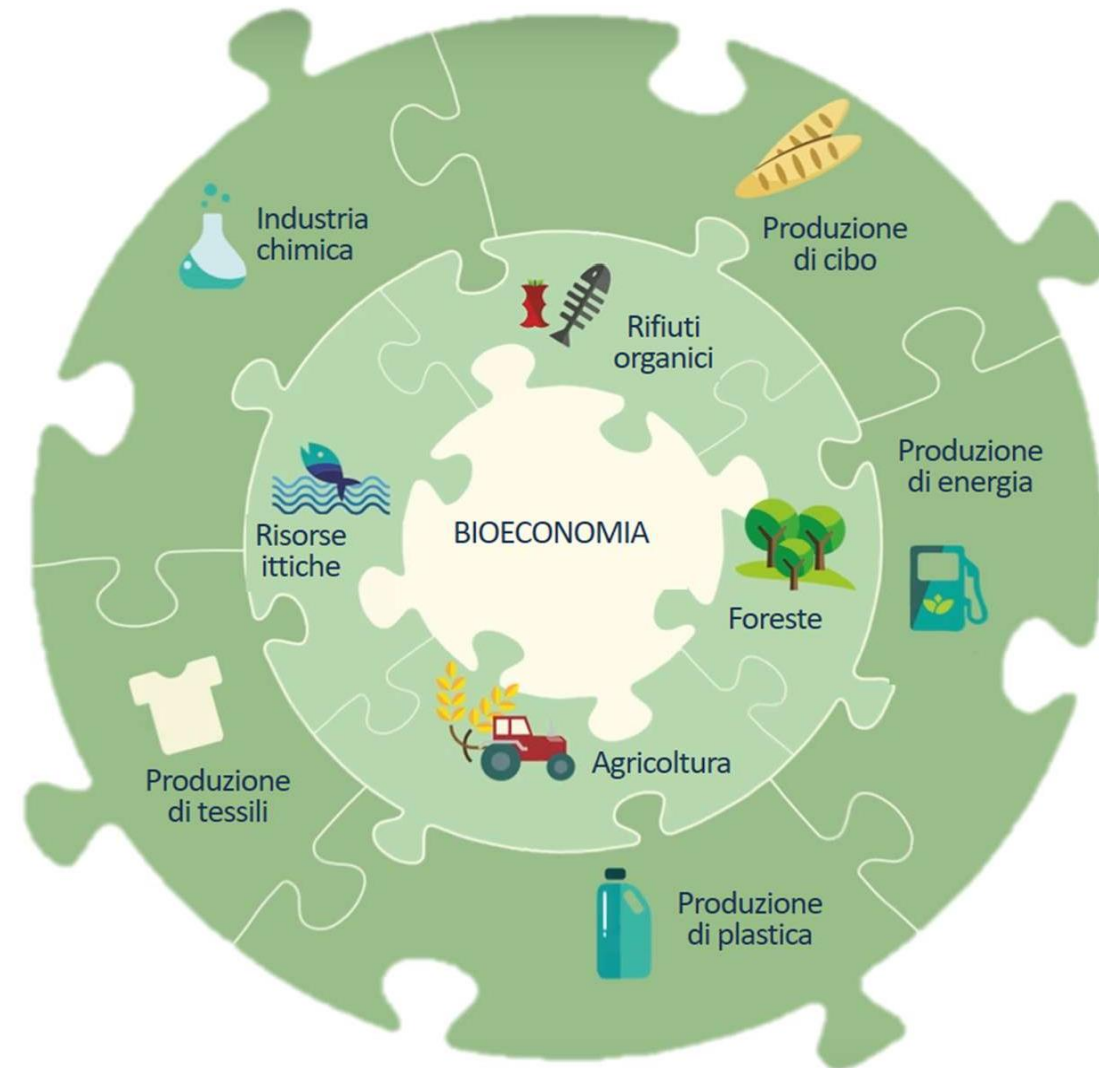 Industria
chimica
Produzione
di cibo
Rifiuti
organici
Produzione
di energia
Risorse
ittiche
BIOECONOMIA
Foreste
Produzione
di tessili
Agricoltura
Produzione
di plastica